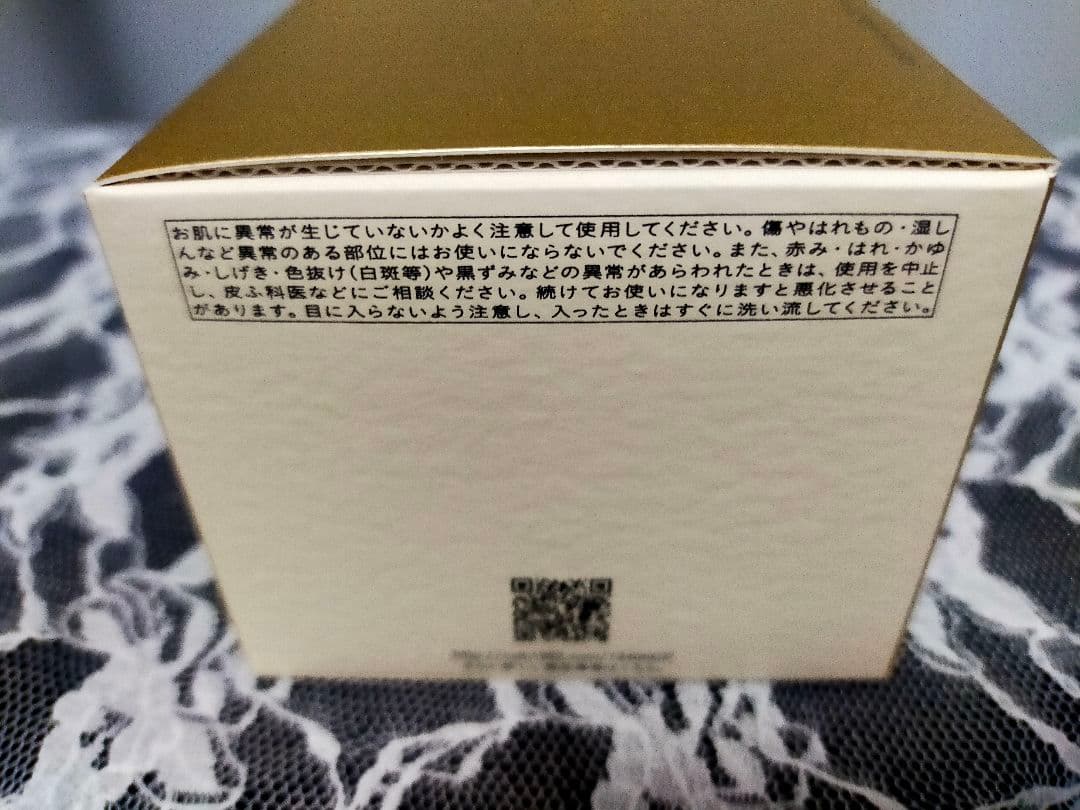 お肌に異常が生じていないかよく注意して使用してください。傷やはれもの・湿し
んなど異常のある部位にはお使いにならないでください。また、赤み・はれ・かゆ
み・しげき・色抜け(白斑等)や黒ずみなどの異常があらわれたときは、使用を中止
し、皮ふ科医などにご相談ください。続けてお使いになりますと悪化させること
があります。目に入らないよう注意し、入ったときはすぐに洗い流してください。